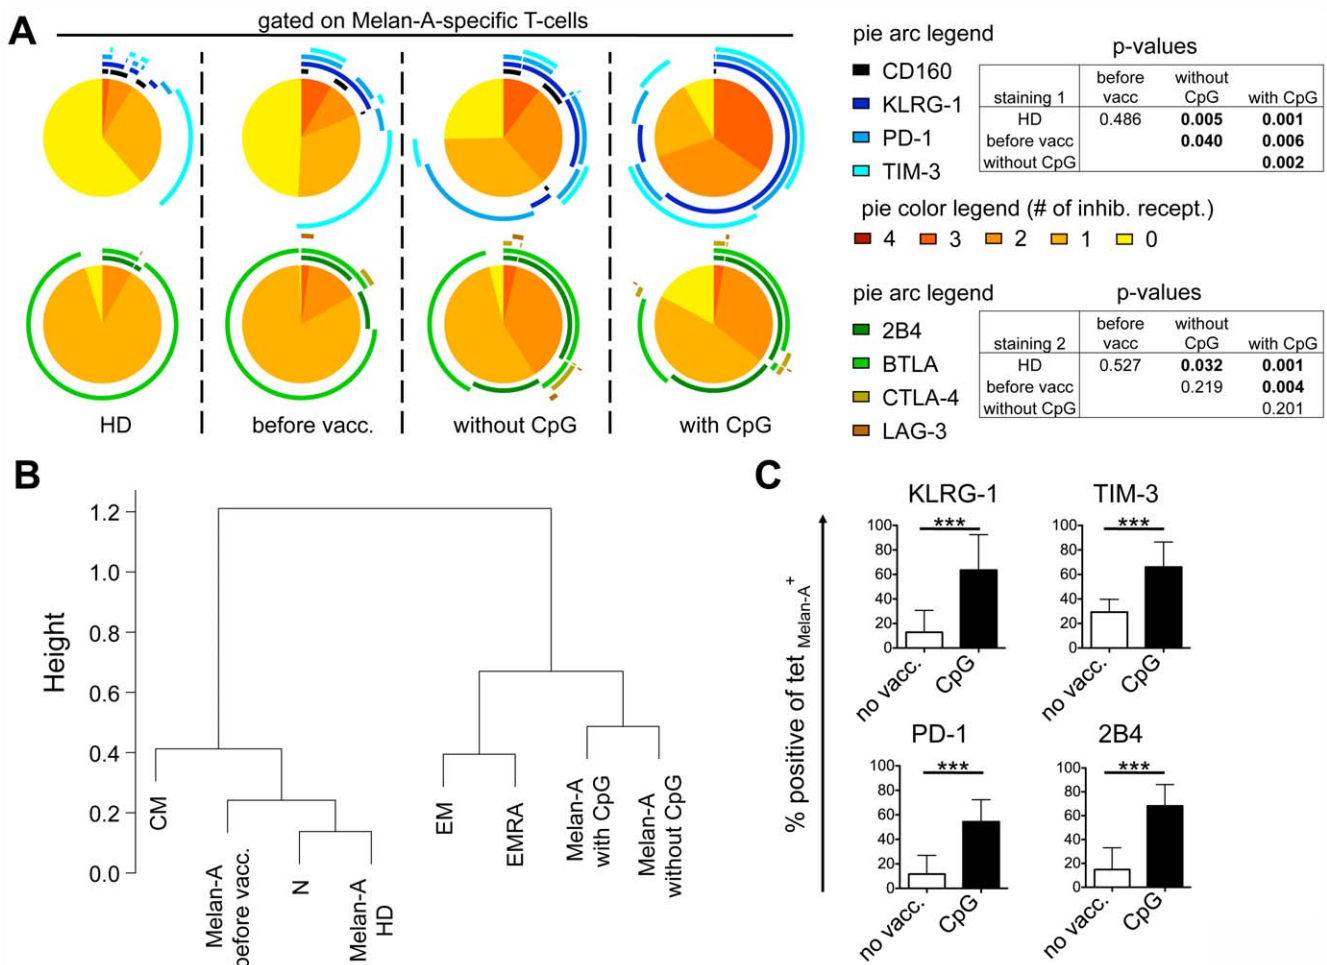 A
gated on Melan-A-specific T-cells
HD
before vacc.
without CpG
with CpG
pie arc legend
CD160
KLRG-1
PD-1
TIM-3
p-values
staining 1 before vacc without CpG with CpG
HD 0.486 0.005 0.001
before vacc 0.040 0.006
without CpG 0.002
pie color legend (# of inhib. recept.)
4 3 2 1 0
pie arc legend
2B4
BTLA
CTLA-4
LAG-3
p-values
staining 2 before vacc without CpG with CpG
HD 0.527 0.032 0.001
before vacc 0.219 0.004
without CpG 0.201
B
Height
1.2
1.0
0.8
0.6
0.4
0.2
0.0
CM
Melan-A
before vacc.
N
Melan-A
HD
EM
EMRA
Melan-A
with CpG
Melan-A
without CpG
C
% positive of tet Melan-A+
KLRG-1
***
100
80
60
40
20
0
no vacc.
CpG
TIM-3
***
100
80
60
40
20
0
no vacc.
CpG
PD-1
***
100
80
60
40
20
0
no vacc.
CpG
2B4
***
100
80
60
40
20
0
no vacc.
CpG